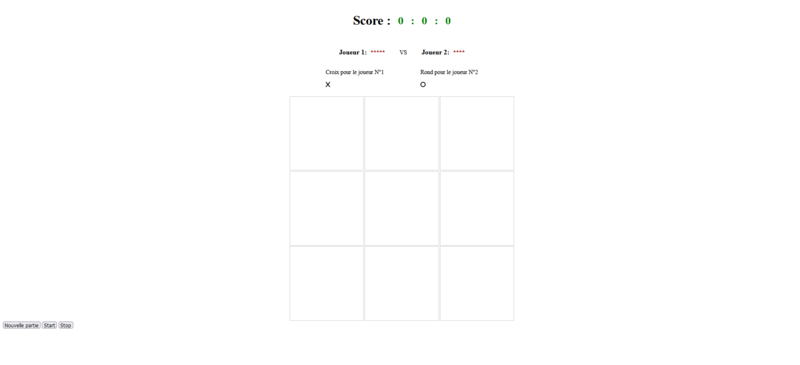 Score : 0 : 0 : 0
Joueur 1: ***** VS Joueur 2: ****
Croix pour le joueur N°1 Rond pour le joueur N°2
X O
Nouvelle partie Start Stop